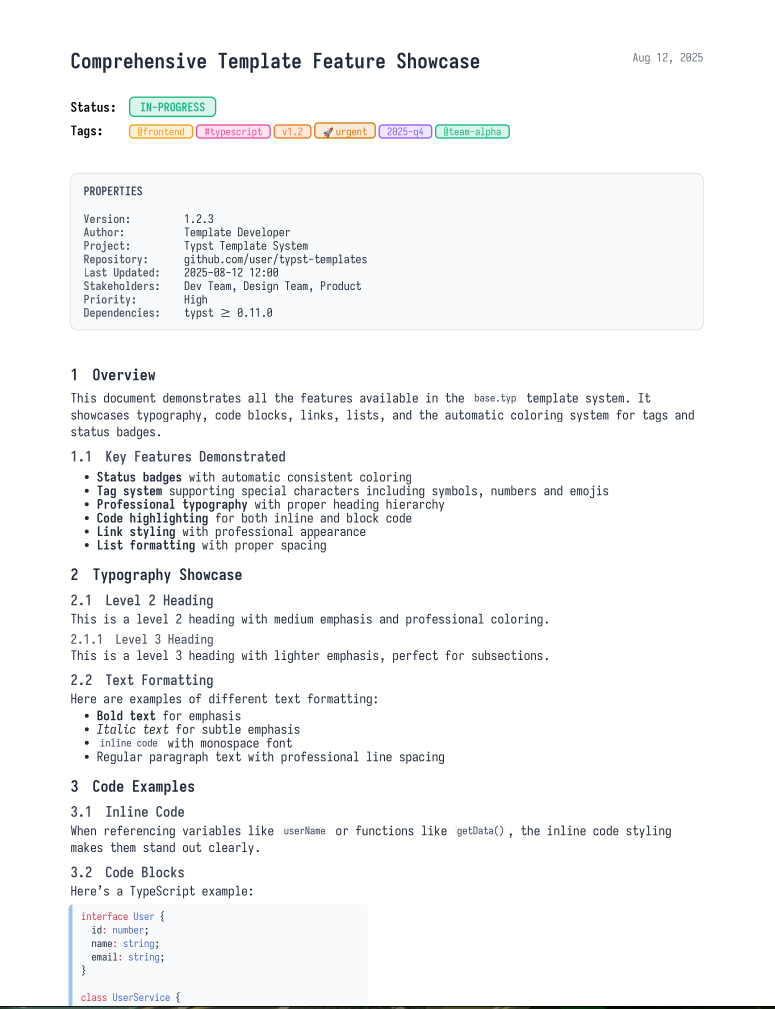 Comprehensive Template Feature Showcase
Aug 12, 2025
Status: IN-PROGRESS
Tags: @frontend #typescript v1.2 🚀urgent 2025-q4 @team-alpha
PROPERTIES
Version: 1.2.3
Author: Template Developer
Project: Typst Template System
Repository: github.com/user/typst-templates
Last Updated: 2025-08-12 12:00
Stakeholders: Dev Team, Design Team, Product
Priority: High
Dependencies: typst ≥ 0.11.0
1 Overview
This document demonstrates all the features available in the base.typ template system. It
showcases typography, code blocks, links, lists, and the automatic coloring system for tags and
status badges.
1.1 Key Features Demonstrated
• Status badges with automatic consistent coloring
• Tag system supporting special characters including symbols, numbers and emojis
• Professional typography with proper heading hierarchy
• Code highlighting for both inline and block code
• Link styling with professional appearance
• List formatting with proper spacing
2 Typography Showcase
2.1 Level 2 Heading
This is a level 2 heading with medium emphasis and professional coloring.
2.1.1 Level 3 Heading
This is a level 3 heading with lighter emphasis, perfect for subsections.
2.2 Text Formatting
Here are examples of different text formatting:
• Bold text for emphasis
• Italic text for subtle emphasis
• inline code with monospace font
• Regular paragraph text with professional line spacing
3 Code Examples
3.1 Inline Code
When referencing variables like userName or functions like getData(), the inline code styling
makes them stand out clearly.
3.2 Code Blocks
Here's a TypeScript example:
interface User {
  id: number;
  name: string;
  email: string;
}
class UserService {